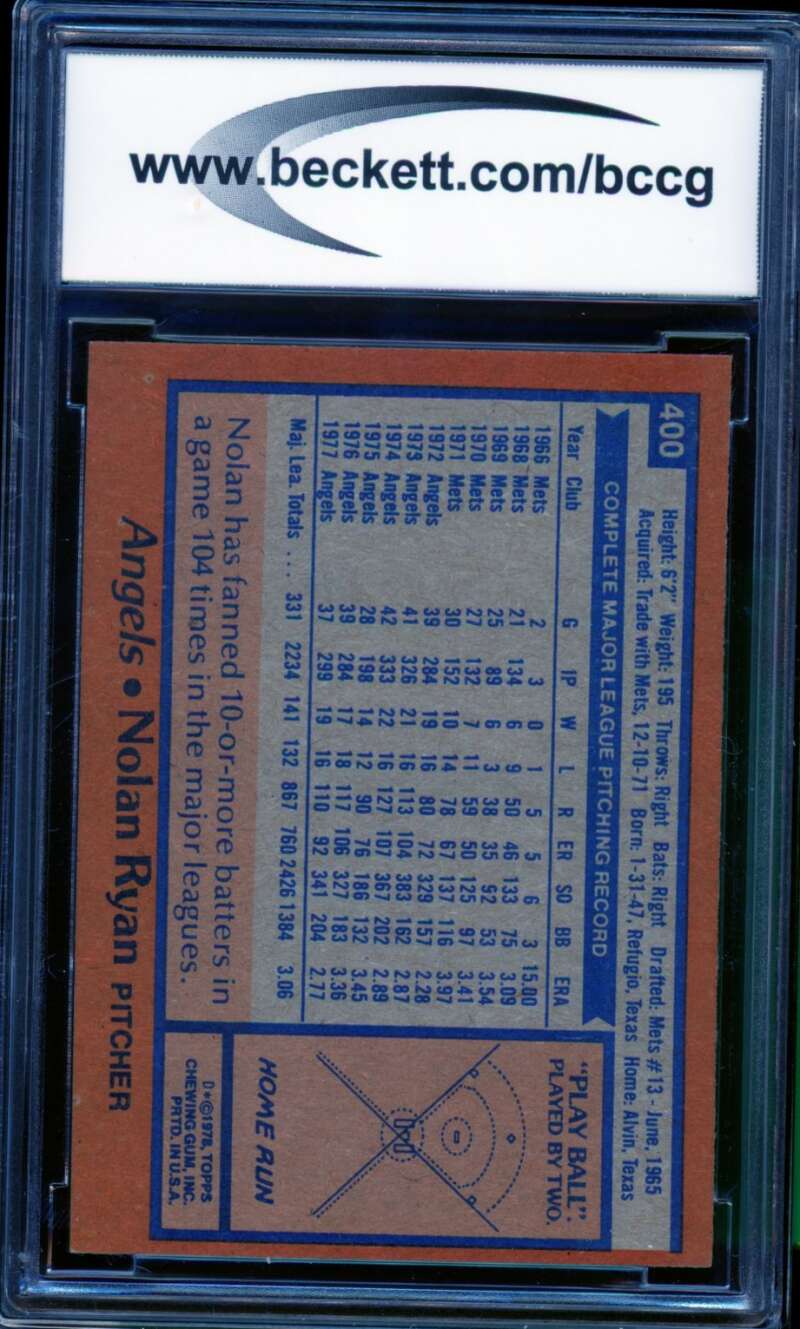 www.beckett.com/bccg
400
Height: 6'2" Weight: 195 Throws: Right Bats: Right Drafted: Mets #13 - June, 1965
Acquired: Trade with Mets, 12-10-71 Born: 1-31-47, Refugio, Texas Home: Alvin, Texas
COMPLETE MAJOR LEAGUE PITCHING RECORD
Year Club G IP W L R ER SO BB ERA
1966 Mets 2 3 0 1 5 5 6 3 15.00
1968 Mets 21 134 6 9 50 46 133 75 3.09
1969 Mets 25 89 6 3 38 35 92 53 3.54
1970 Mets 27 132 7 11 59 50 125 97 3.41
1971 Mets 30 152 10 14 78 67 137 116 3.97
1972 Angels 39 284 19 16 80 72 329 157 2.28
1973 Angels 41 326 21 16 113 104 383 162 2.87
1974 Angels 42 333 22 16 127 107 367 202 2.89
1975 Angels 28 198 14 12 90 76 186 132 3.45
1976 Angels 39 284 17 18 117 106 327 183 3.36
1977 Angels 37 299 19 16 110 92 341 204 2.77
Maj. Lea. Totals ... 331 2234 141 132 867 760 2426 1384 3.06
Nolan has fanned 10-or-more batters in
a game 104 times in the major leagues.
"PLAY BALL".
PLAYED BY TWO.
HOME RUN
D*©1978, TOPPS
CHEWING GUM, INC.
PRTD. IN U.S.A.
Angels • Nolan Ryan PITCHER